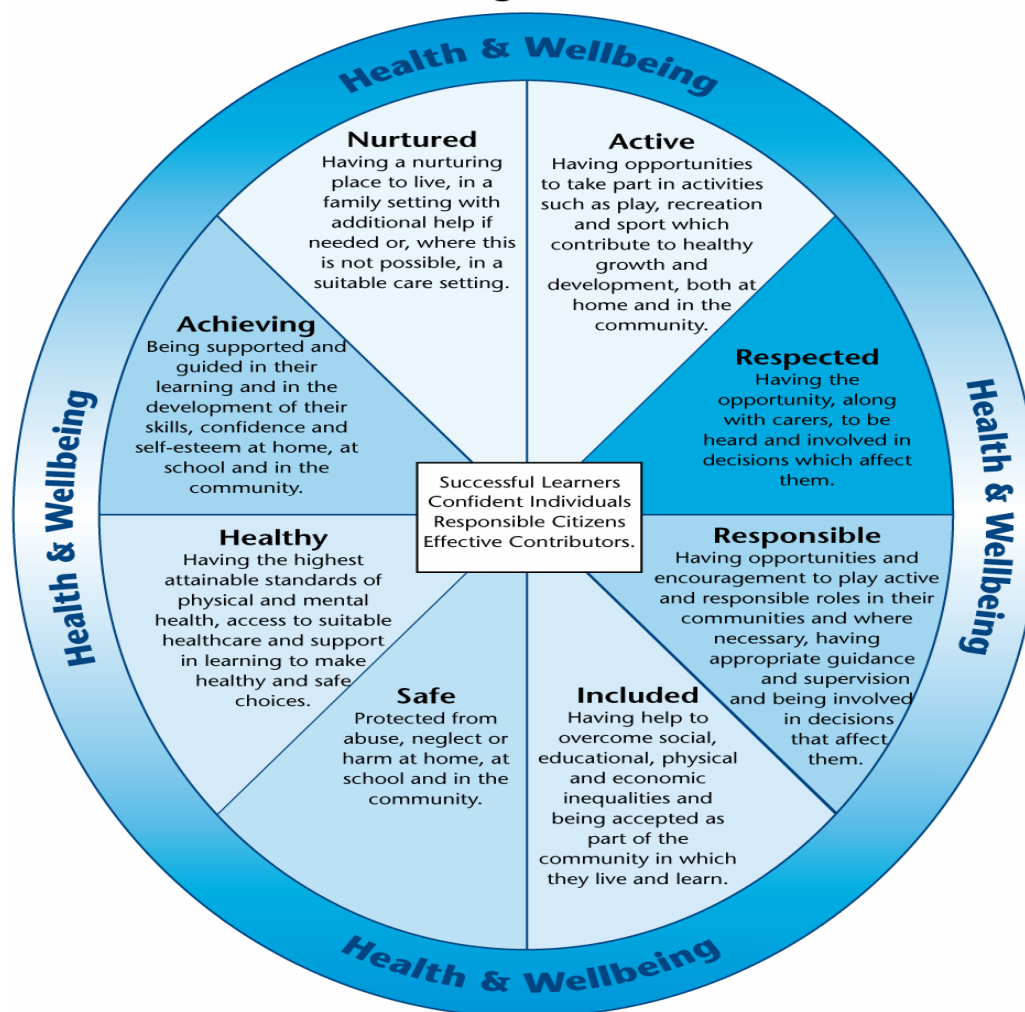 Health & Wellbeing
Nurtured
Having a nurturing
place to live, in a
family setting with
additional help if
needed or, where this
is not possible, in a
suitable care setting.
Active
Having opportunities
to take part in activities
such as play, recreation
and sport which
contribute to healthy
growth and
development, both at
home and in the
community.
Achieving
Being supported and
guided in their
learning and in the
development of their
skills, confidence and
self-esteem at home, at
school and in the
community.
Respected
Having the
opportunity, along
with carers, to be
heard and involved in
decisions which affect
them.
Health & Wellbeing
Health & Wellbeing
Successful Learners
Confident Individuals
Responsible Citizens
Effective Contributors.
Healthy
Having the highest
attainable standards of
physical and mental
health, access to suitable
healthcare and support
in learning to make
healthy and safe
choices.
Responsible
Having opportunities and
encouragement to play active
and responsible roles in their
communities and where
necessary, having
appropriate guidance
and supervision
and being involved
in decisions
that affect
them.
Safe
Protected from
abuse, neglect or
harm at home, at
school and in the
community.
Included
Having help to
overcome social,
educational, physical
and economic
inequalities and
being accepted as
part of the
community in which
they live and learn.
Health & Wellbeing